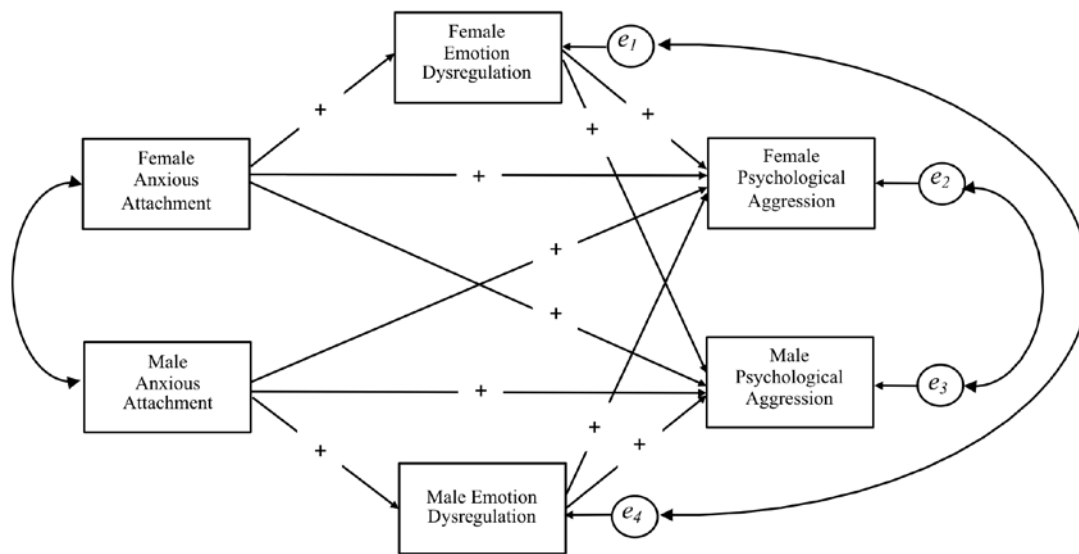 Female
Emotion
Dysregulation
e1
+
+
+
Female
Anxious
Attachment
+
Female
Psychological
Aggression
e2
+
+
Male
Anxious
Attachment
+
Male
Psychological
Aggression
e3
+
+
+
Male Emotion
Dysregulation
e4